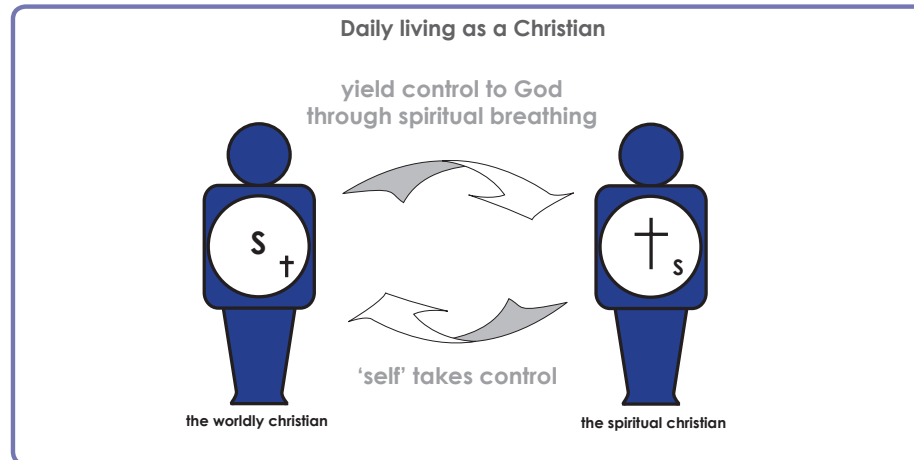 Daily living as a Christian
yield control to God
through spiritual breathing
S
†
†
s
'self' takes control
the worldly christian
the spiritual christian